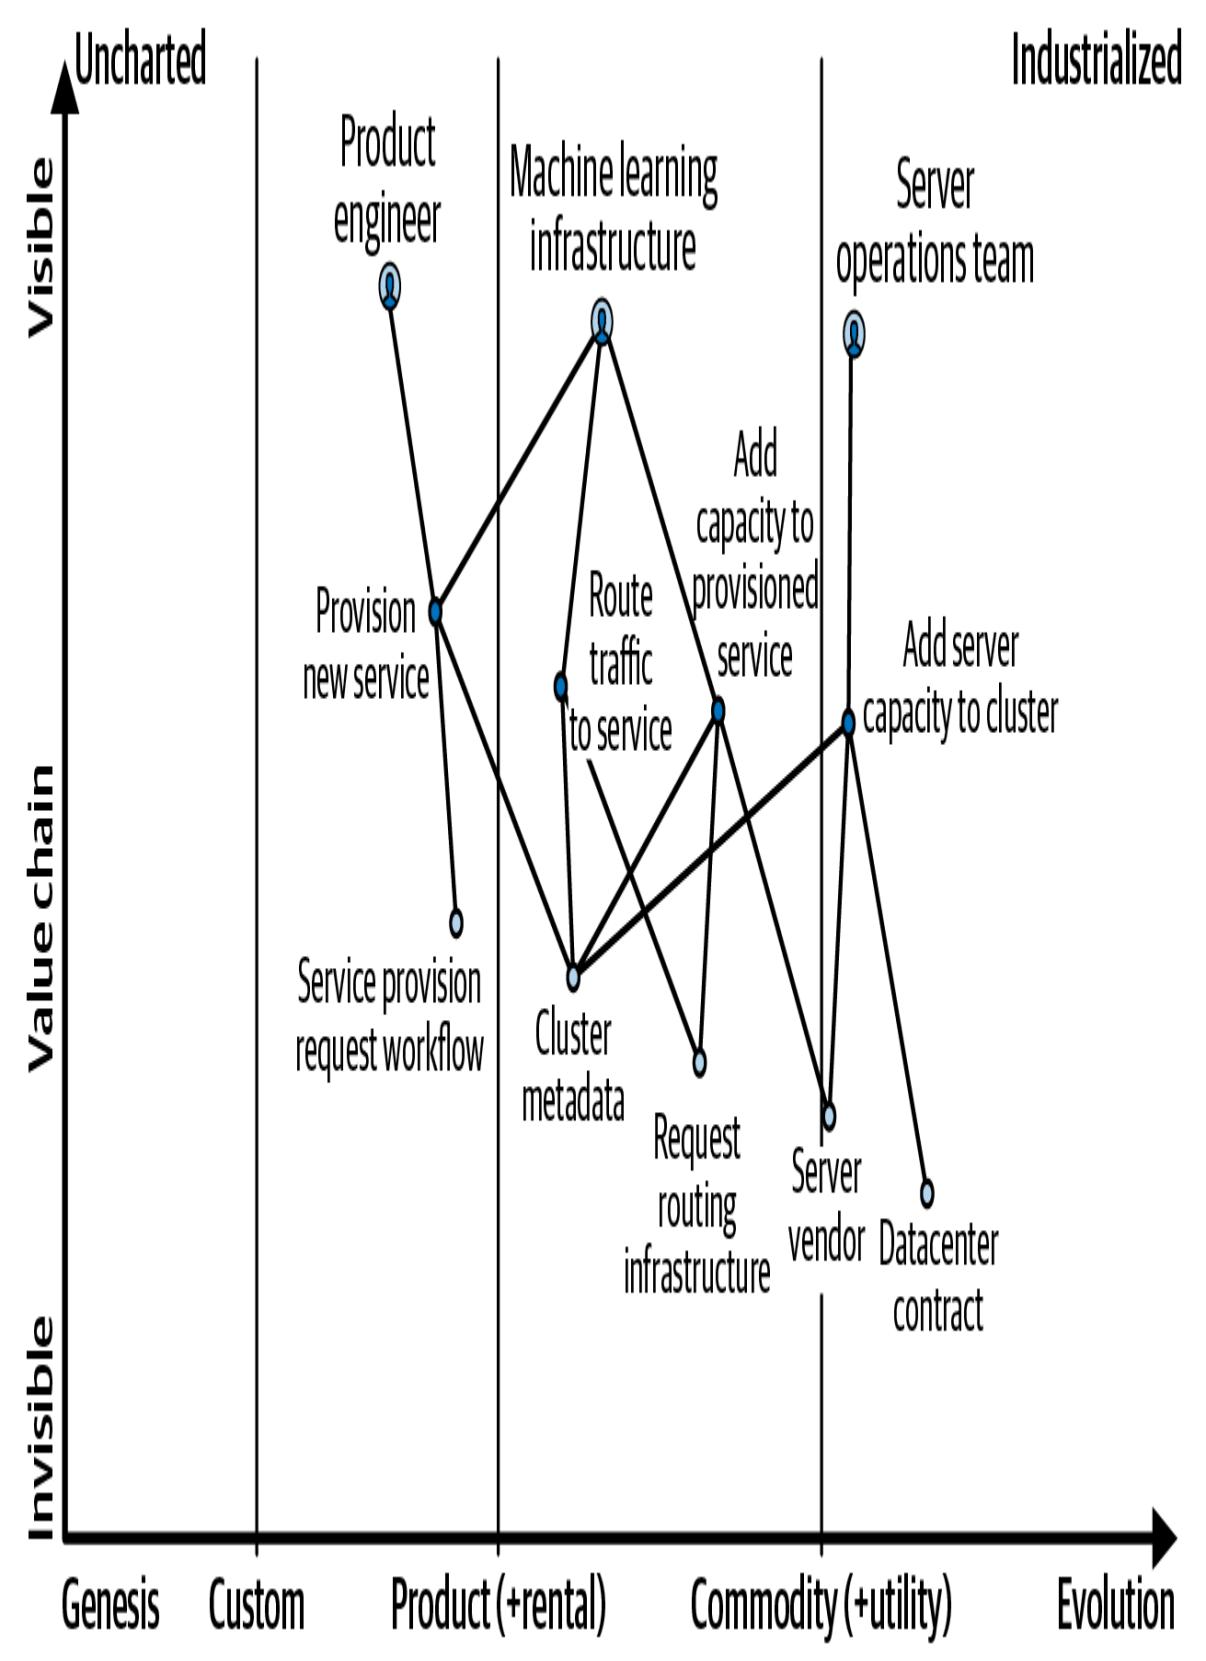 Uncharted
Industrialized
Visible
Value chain
Invisible
Product
engineer
Machine learning
infrastructure
Server
operations team
Add
capacity to
provisioned
service
Route
traffic
to service
Provision
new service
Add server
capacity to cluster
Service provision
request workflow
Cluster
metadata
Request
routing
infrastructure
Server
vendor
Datacenter
contract
Genesis
Custom
Product (+rental)
Commodity (+utility)
Evolution